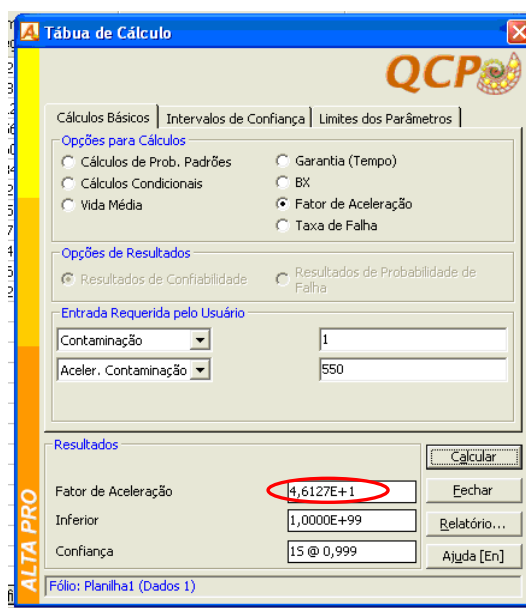 Tábua de Cálculo
QCP
Cálculos Básicos Intervalos de Confiança Limites dos Parâmetros
Opções para Cálculos
Cálculos de Prob. Padrões Garantia (Tempo)
Cálculos Condicionais BX
Vida Média Fator de Aceleração
Taxa de Falha
Opções de Resultados
Resultados de Confiabilidade Resultados de Probabilidade de
Falha
Entrada Requerida pelo Usuário
Contaminação 1
Aceler. Contaminação 550
Resultados
Calcular
Fator de Aceleração 4,6127E+1 Fechar
Inferior 1,0000E+99 Relatório...
Confiança 1S @ 0,999 Ajuda [En]
ALTA PRO
Fólio: Planilha1 (Dados 1)